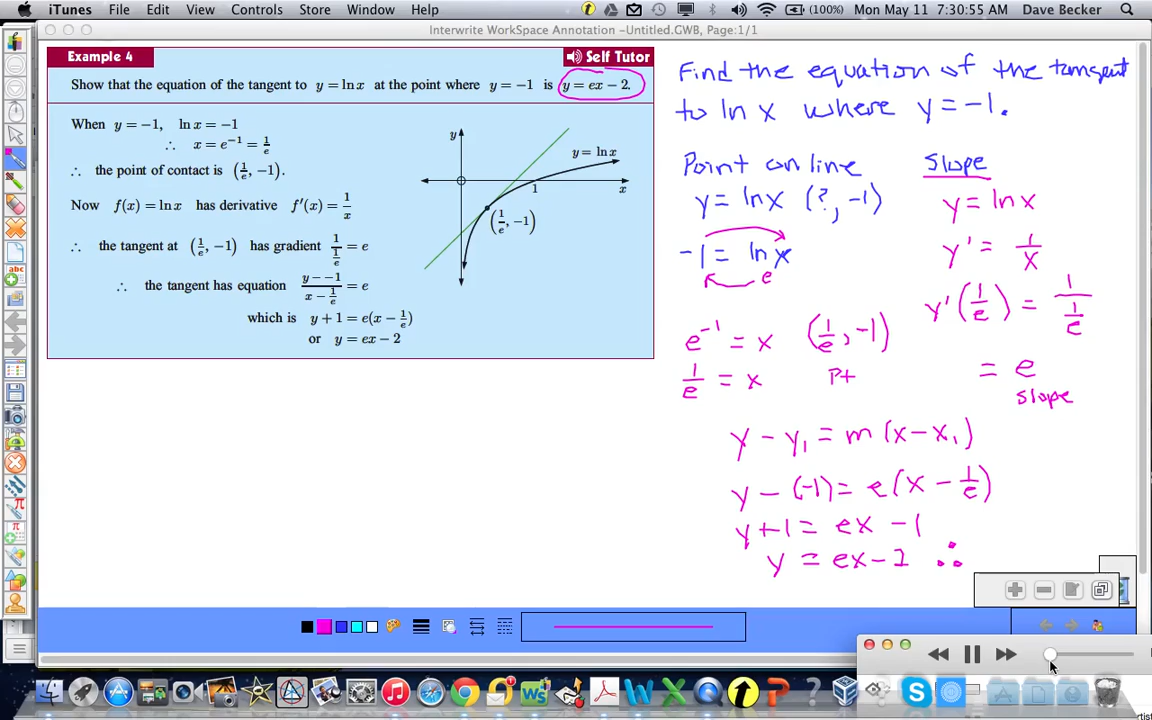 iTunes File Edit View Controls Store Window Help (100%) Mon May 11 7:30:55 AM Dave Becker
Interwrite WorkSpace Annotation -Untitled.GWB, Page:1/1
Example 4
Self Tutor
Show that the equation of the tangent to y = ln x at the point where y = −1 is y = ex − 2.
When y = −1, ln x = −1
∴ x = e⁻¹ = 1/e
∴ the point of contact is (1/e, −1).
Now f(x) = ln x has derivative f′(x) = 1/x
∴ the tangent at (1/e, −1) has gradient 1/(1/e) = e
∴ the tangent has equation (y − −1)/(x − 1/e) = e
which is y + 1 = e(x − 1/e)
or y = ex − 2
y
y = ln x
1
x
(1/e, −1)
Find the equation of the tangent
to ln x where y = −1.
Point on line
y = ln x (?, −1)
−1 = ln x
e
e⁻¹ = x (1/e, −1)
1/e = x Pt
Slope
y = ln x
y' = 1/x
y'(1/e) = 1/(1/e)
= e
slope
y − y₁ = m(x − x₁)
y − (−1) = e(x − 1/e)
y + 1 = ex − 1
y = ex − 2 ∴
abc